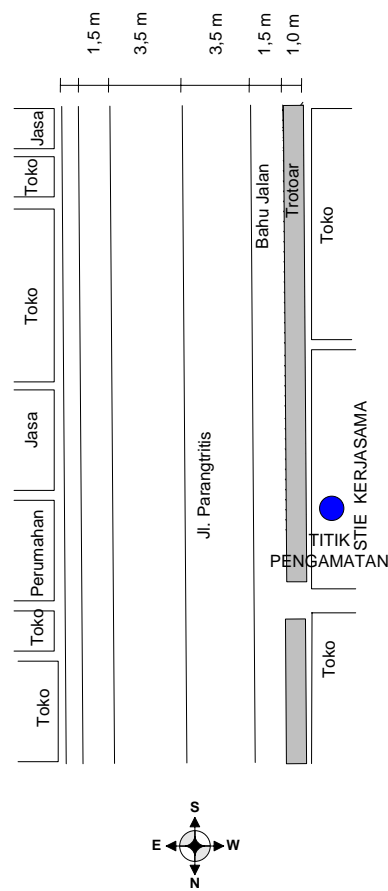 1,5 m
3,5 m
3,5 m
1,5 m
1,0 m
Jasa
Toko
Toko
Jasa
Perumahan
Toko
Toko
Jl. Parangtritis
Bahu Jalan
Trotoar
Toko
STIE KERJASAMA
TITIK
PENGAMATAN
Toko
S
E
W
N